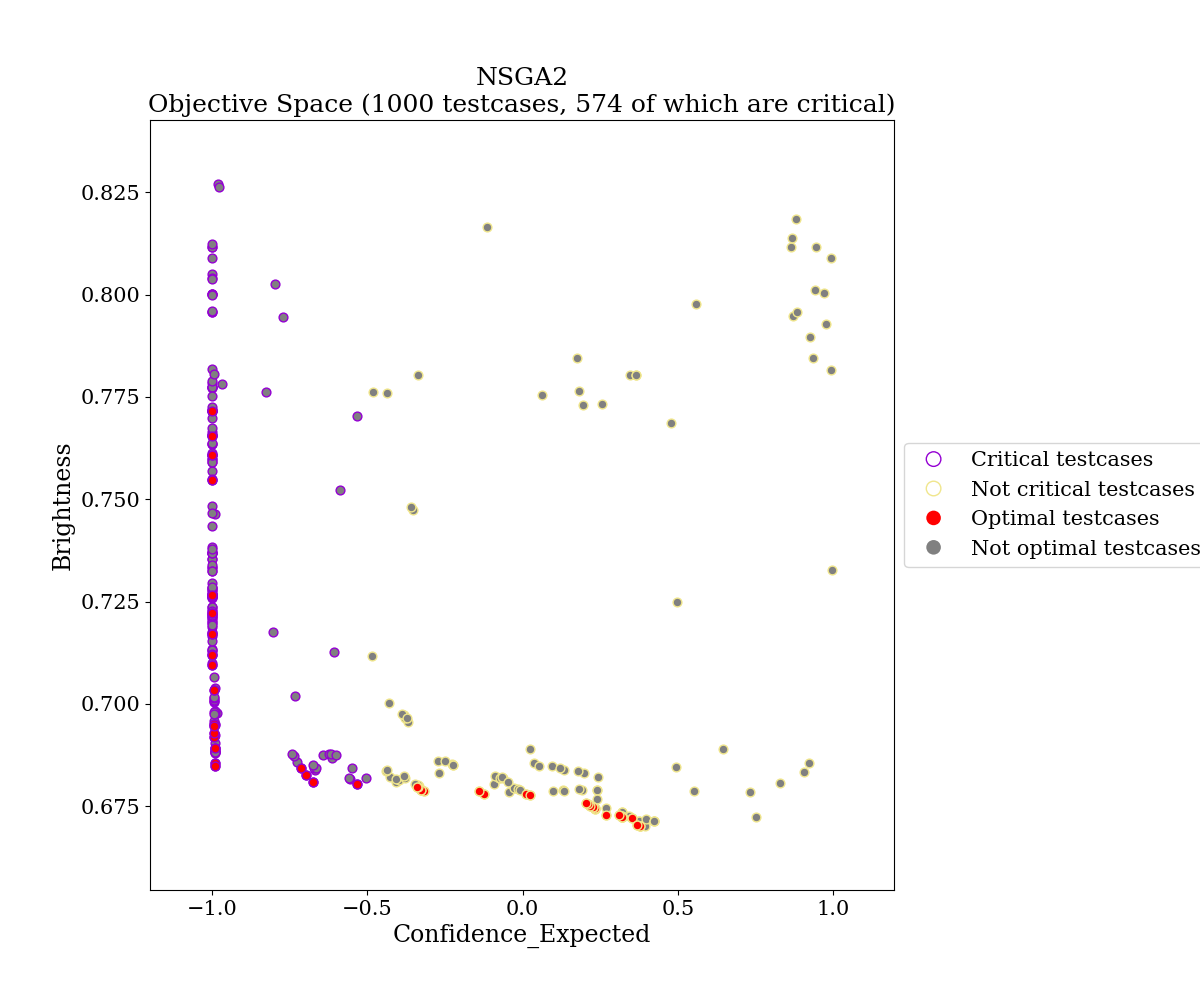 NSGA2
Objective Space (1000 testcases, 574 of which are critical)
0.825
0.800
0.775
0.750
0.725
0.700
0.675
Brightness
−1.0
−0.5
0.0
0.5
1.0
Confidence_Expected
Critical testcases
Not critical testcases
Optimal testcases
Not optimal testcases